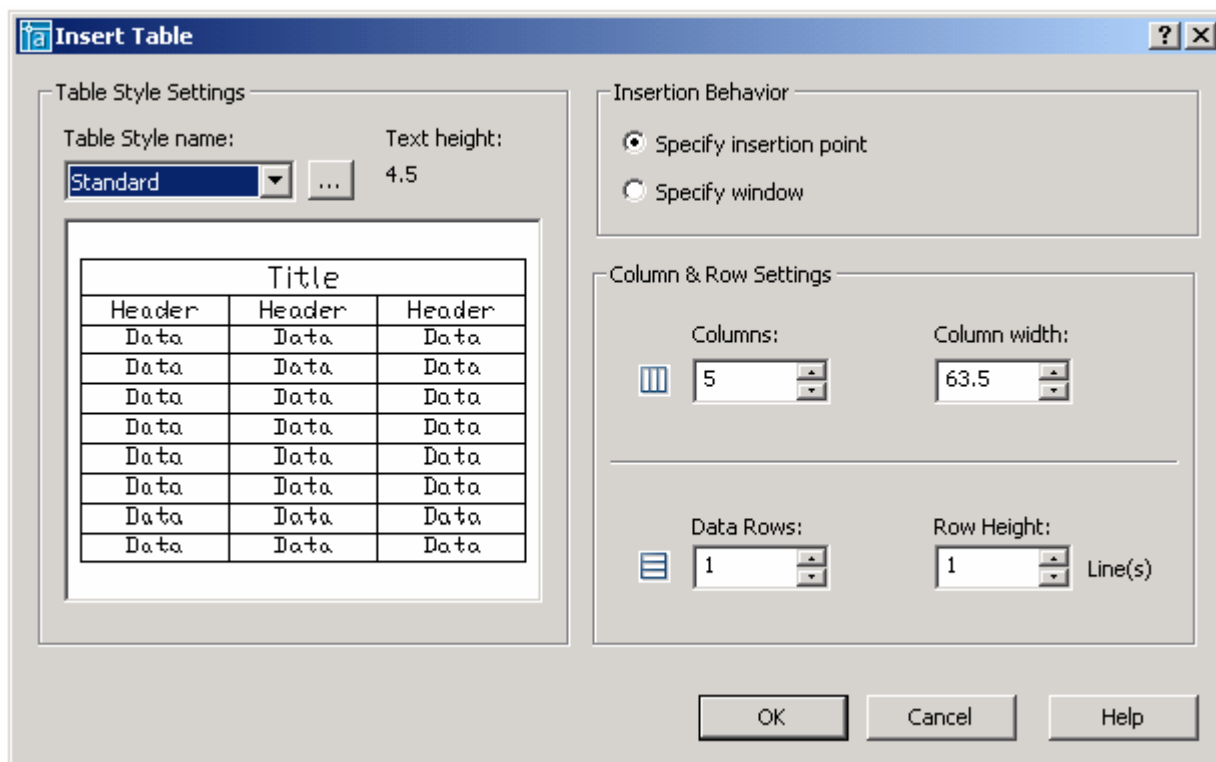 Insert Table
Table Style Settings
Table Style name:
Text height:
Standard
...
4.5
Title
Header Header Header
Data Data Data
Data Data Data
Data Data Data
Data Data Data
Data Data Data
Data Data Data
Data Data Data
Data Data Data
Insertion Behavior
Specify insertion point
Specify window
Column & Row Settings
Columns:
Column width:
5
63.5
Data Rows:
Row Height:
1
1
Line(s)
OK
Cancel
Help